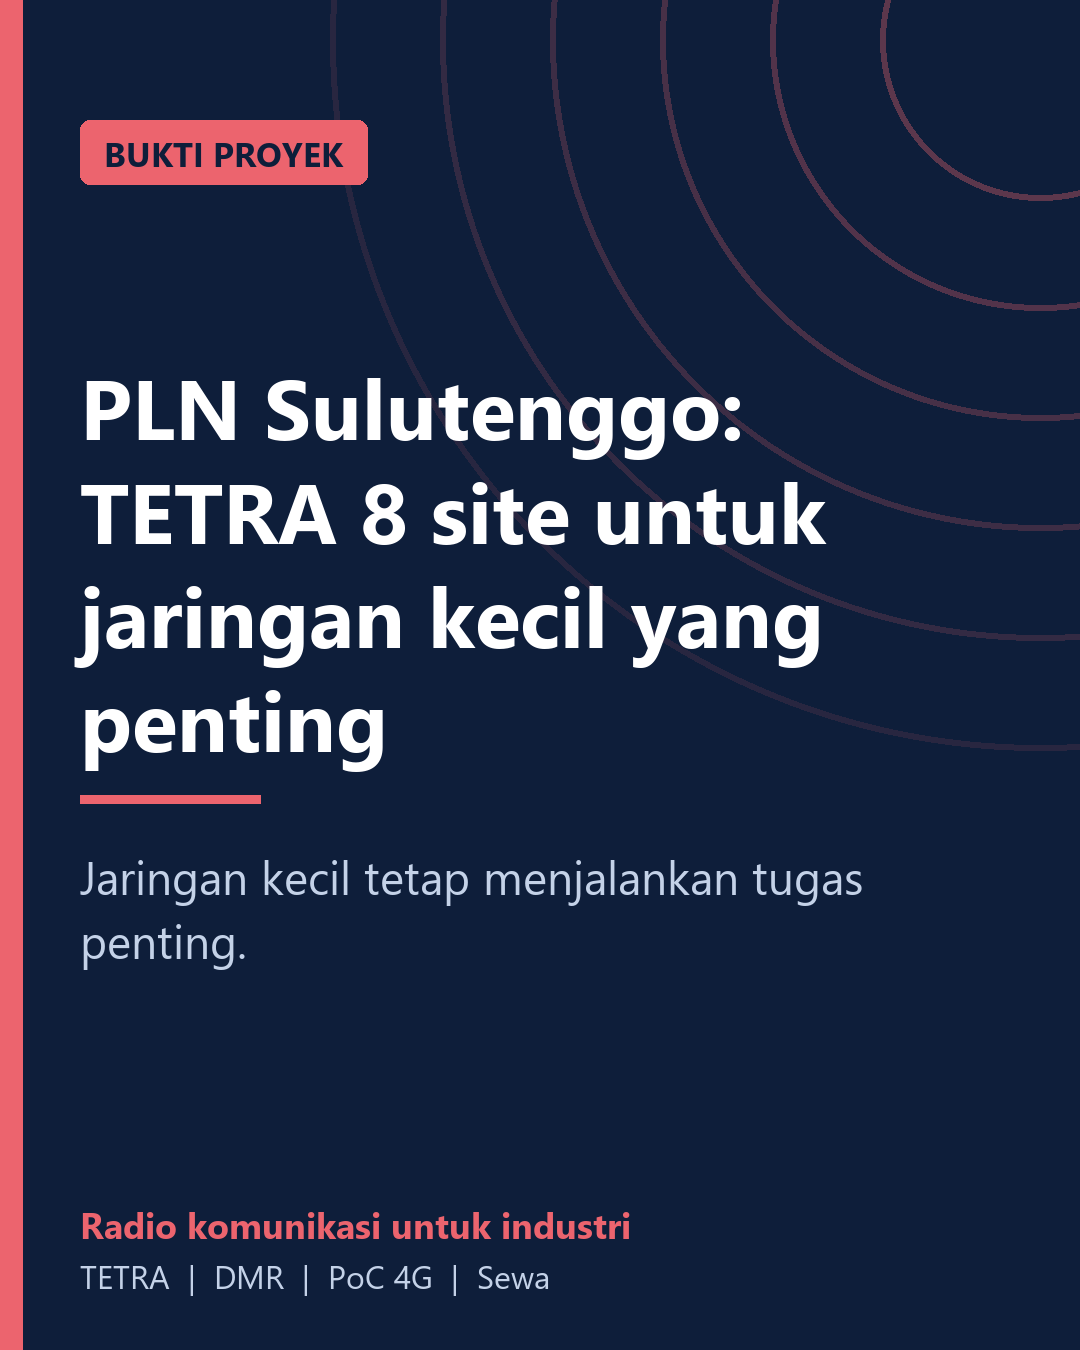 BUKTI PROYEK
PLN Sulutenggo:
TETRA 8 site untuk
jaringan kecil yang
penting
Jaringan kecil tetap menjalankan tugas
penting.
Radio komunikasi untuk industri
TETRA | DMR | PoC 4G | Sewa